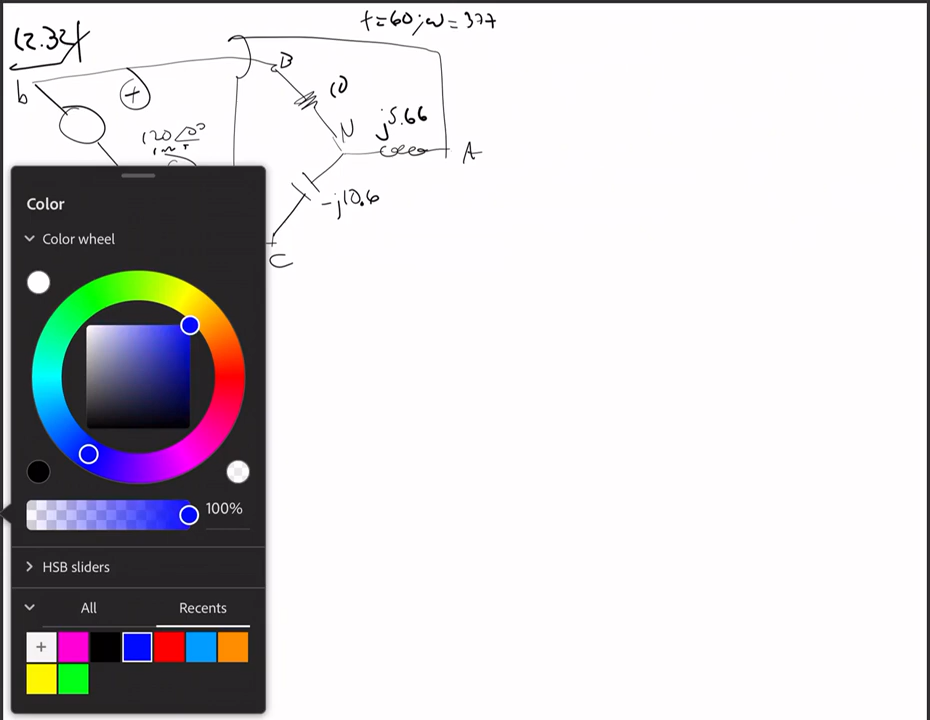 f=60; ω=377
12.32
b
+
B
10
120∠0°
N
j5.66
A
-j10.6
C
Color
Color wheel
100%
HSB sliders
All Recents
+